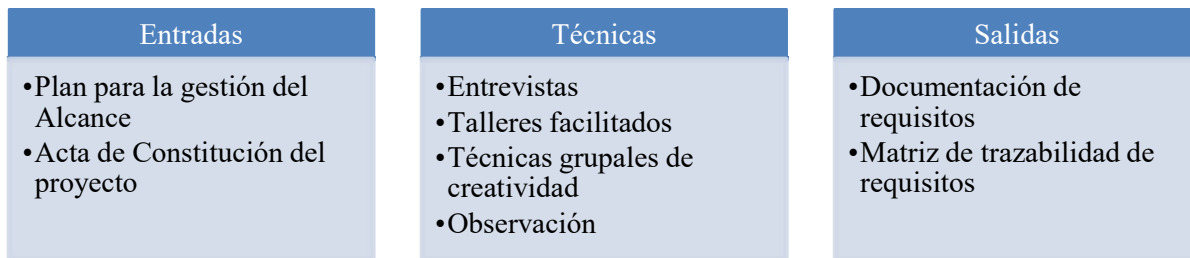 Entradas
•Plan para la gestión del
Alcance
•Acta de Constitución del
proyecto
Técnicas
•Entrevistas
•Talleres facilitados
•Técnicas grupales de
creatividad
•Observación
Salidas
•Documentación de
requisitos
•Matriz de trazabilidad de
requisitos